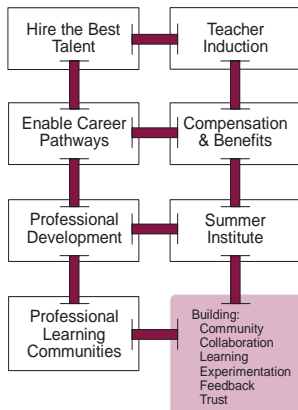 Hire the Best
Talent
Teacher
Induction
Enable Career
Pathways
Compensation
& Benefits
Professional
Development
Summer
Institute
Professional
Learning
Communities
Building:
Community
Collaboration
Learning
Experimentation
Feedback
Trust